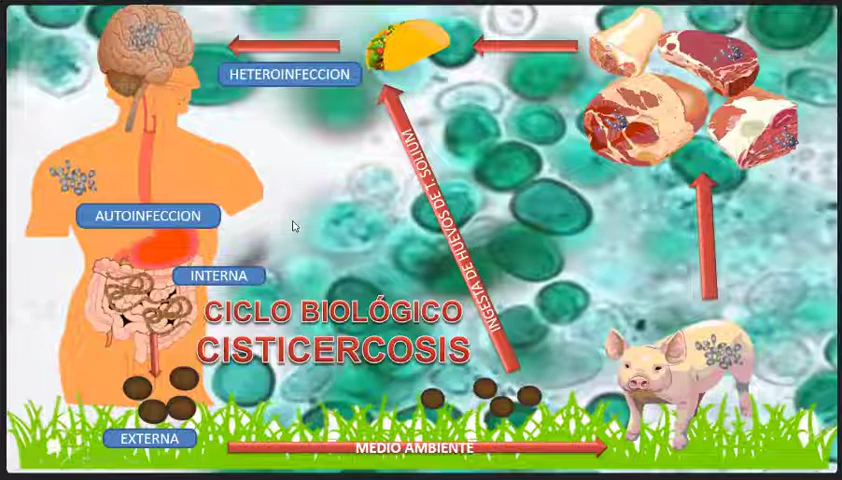 HETEROINFECCION
INGESTA DE HUEVOS DE T. SOLIUM
AUTOINFECCION
INTERNA
CICLO BIOLÓGICO
CISTICERCOSIS
EXTERNA
MEDIO AMBIENTE